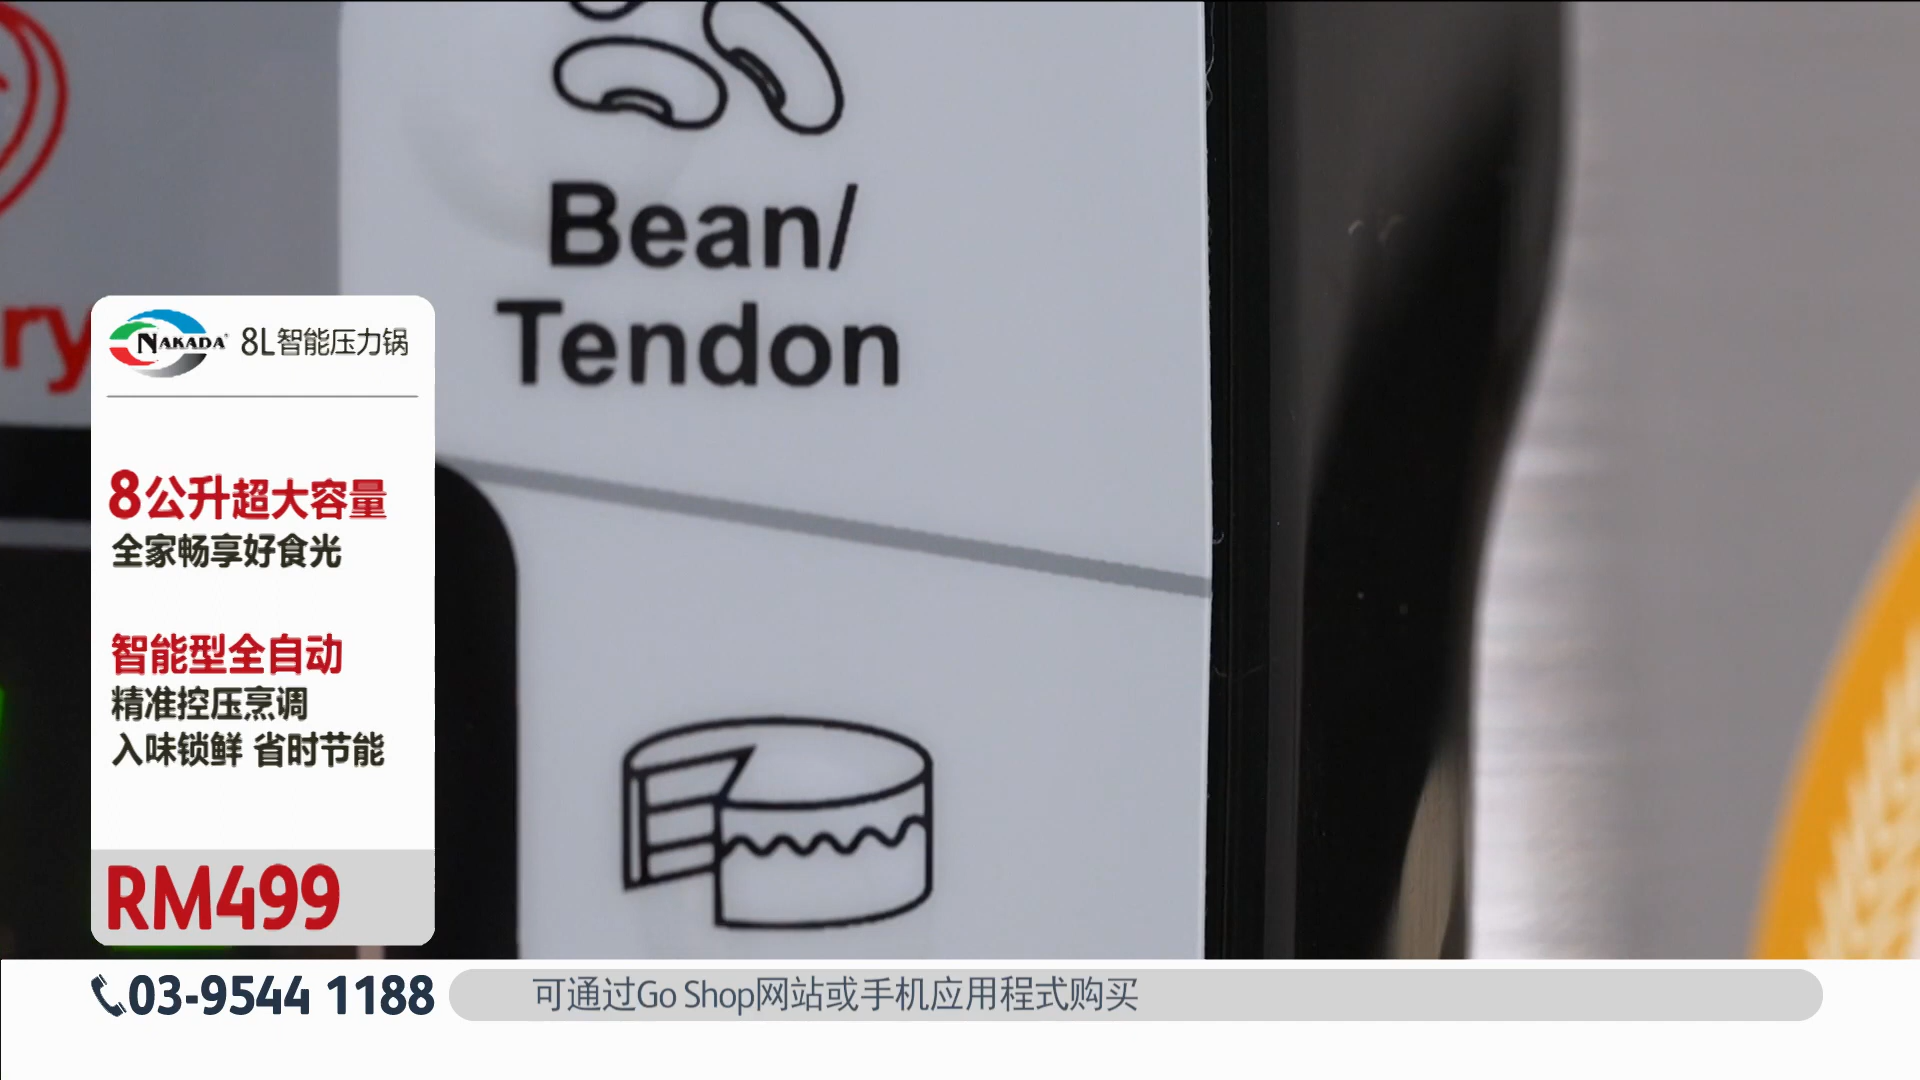 Bean/
Tendon
ry
NAKADA 8L智能压力锅
8公升超大容量
全家畅享好食光
智能型全自动
精准控压烹调
入味锁鲜 省时节能
RM499
03-9544 1188
可通过Go Shop网站或手机应用程式购买